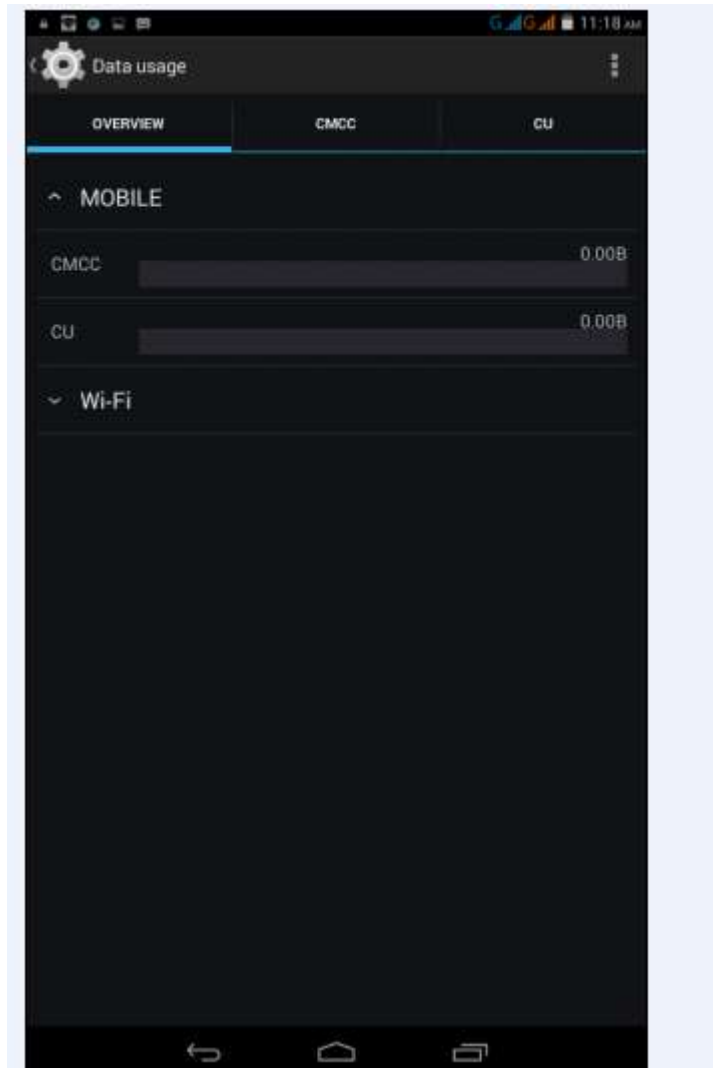 G G 11:18 AM
Data usage
OVERVIEW CMCC CU
MOBILE
0.00B
CMCC
0.00B
CU
Wi-Fi